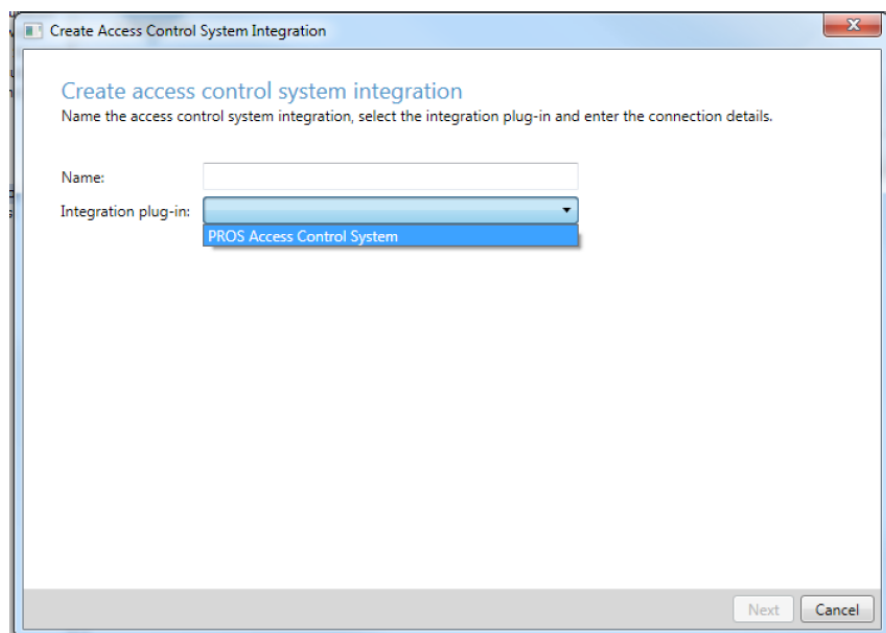 Create Access Control System Integration
Create access control system integration
Name the access control system integration, select the integration plug-in and enter the connection details.
Name:
Integration plug-in:
PROS Access Control System
Next
Cancel